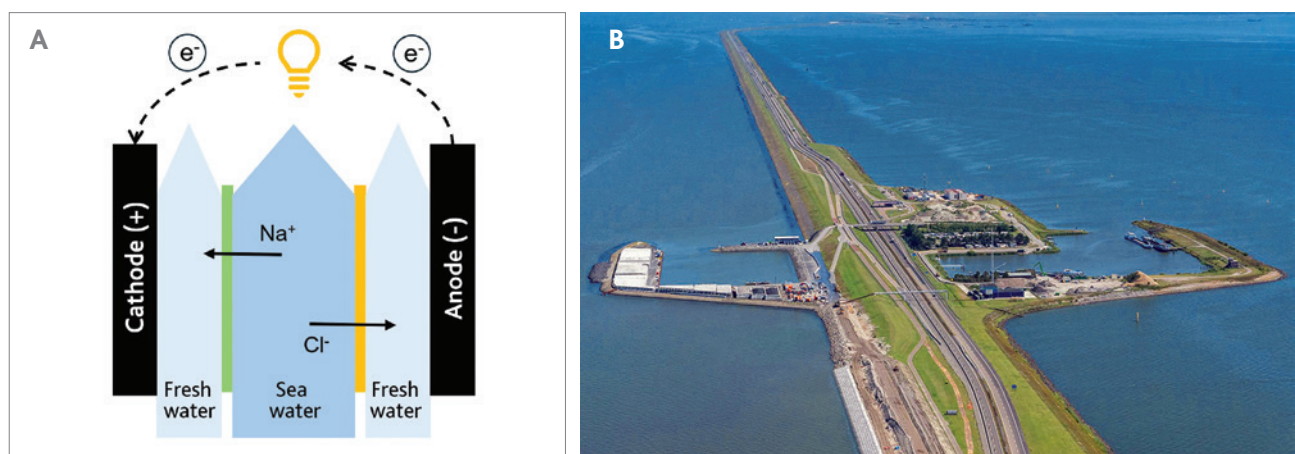 A
e⁻
e⁻
Cathode (+)
Na⁺
Cl⁻
Anode (-)
Fresh
water
Sea
water
Fresh
water
B